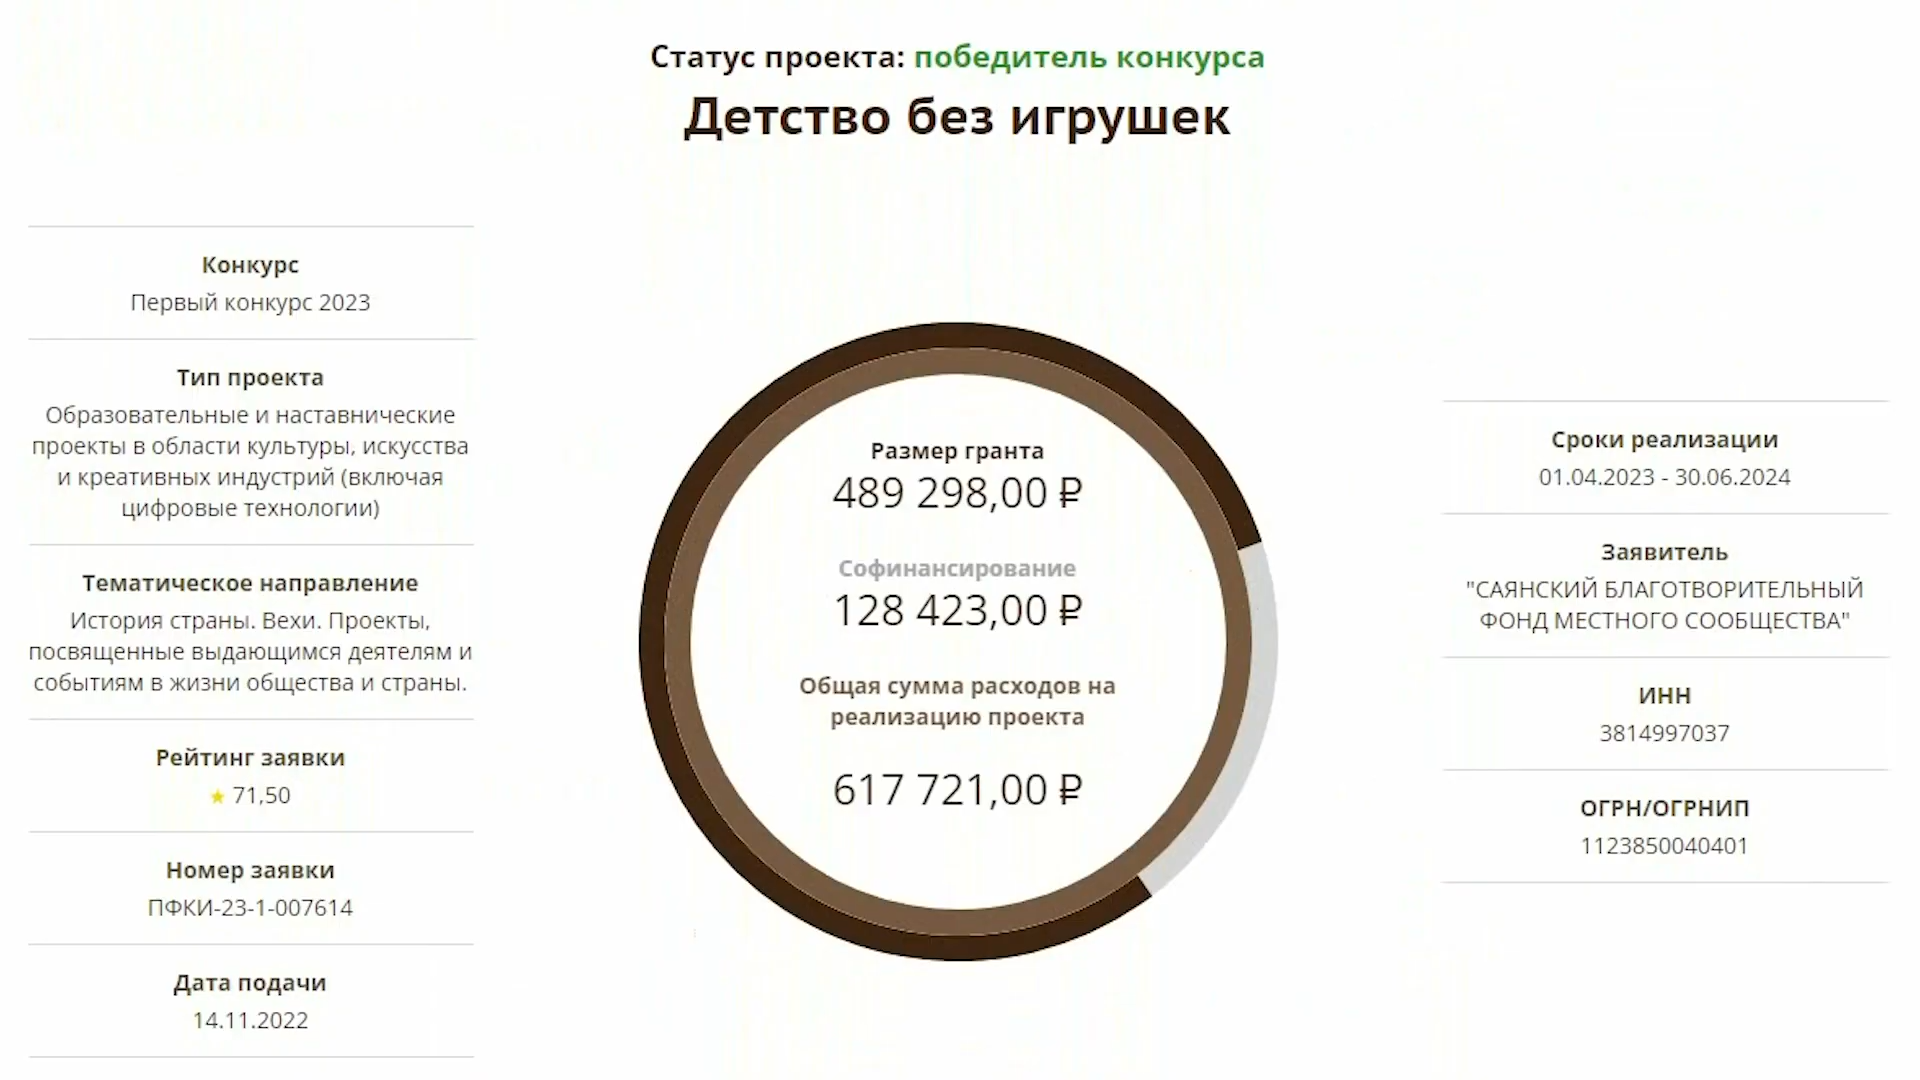 Статус проекта: победитель конкурса
Детство без игрушек
Конкурс
Первый конкурс 2023
Тип проекта
Образовательные и наставнические
проекты в области культуры, искусства
и креативных индустрий (включая
цифровые технологии)
Тематическое направление
История страны. Вехи. Проекты,
посвященные выдающимся деятелям и
событиям в жизни общества и страны.
Рейтинг заявки
★ 71,50
Номер заявки
ПФКИ-23-1-007614
Дата подачи
14.11.2022
Размер гранта
489 298,00 ₽
Софинансирование
128 423,00 ₽
Общая сумма расходов на
реализацию проекта
617 721,00 ₽
Сроки реализации
01.04.2023 - 30.06.2024
Заявитель
"САЯНСКИЙ БЛАГОТВОРИТЕЛЬНЫЙ
ФОНД МЕСТНОГО СООБЩЕСТВА"
ИНН
3814997037
ОГРН/ОГРНИП
1123850040401